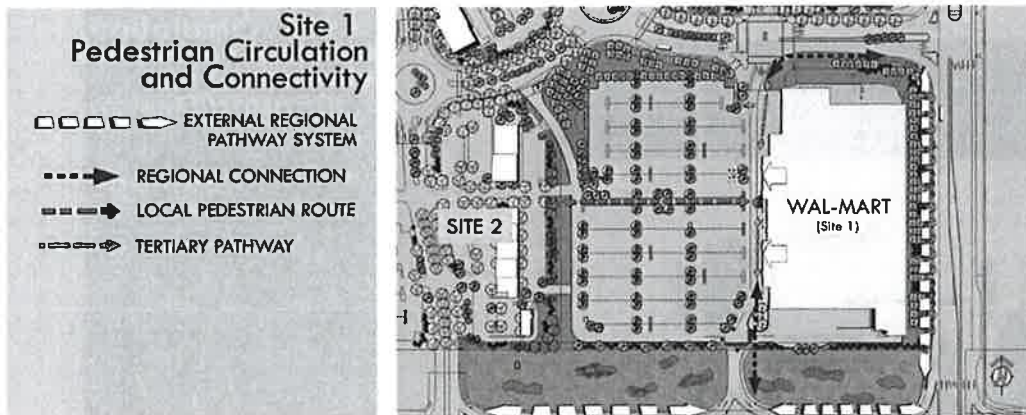 Site 1
Pedestrian Circulation
and Connectivity
EXTERNAL REGIONAL
PATHWAY SYSTEM
REGIONAL CONNECTION
LOCAL PEDESTRIAN ROUTE
TERTIARY PATHWAY
SITE 2
WAL-MART
(Site 1)